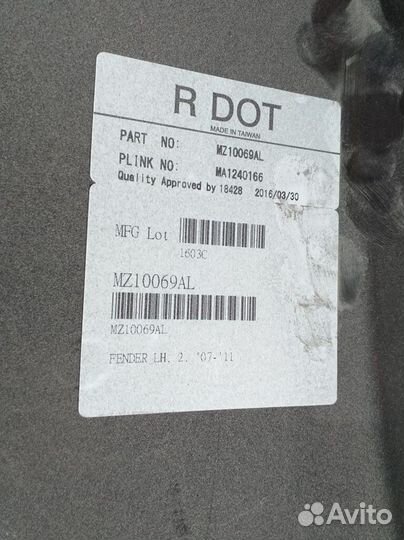 R DOT
MADE IN TAIWAN
PART NO: MZ10069AL
PLINK NO: MA1240166
Quality Approved by 18428 2016/03/30
MFG Lot
1603C
MZ10069AL
MZ10069AL
FENDER LH. 2. '07-'11
Avito